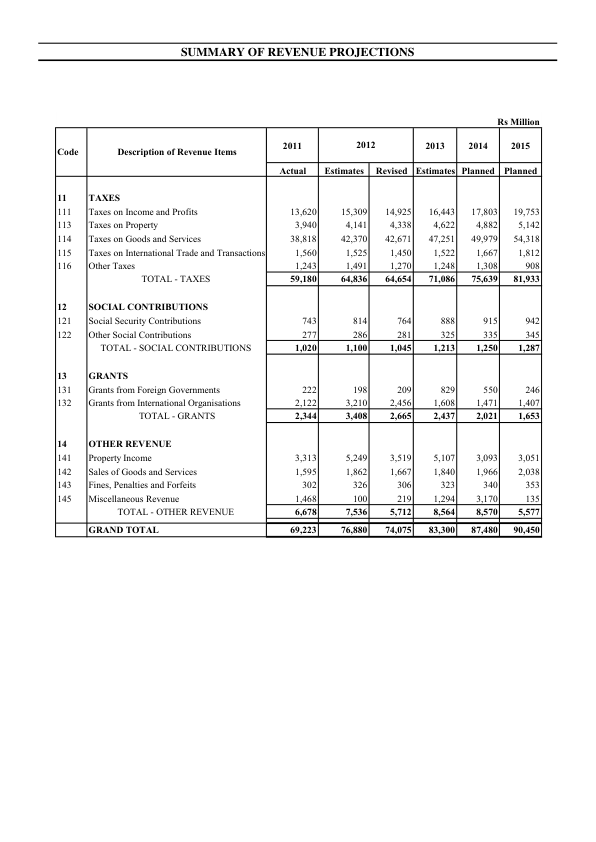 SUMMARY OF REVENUE PROJECTIONS
Rs Million
Code Description of Revenue Items 2011 2012 2013 2014 2015
Actual Estimates Revised Estimates Planned Planned
11 TAXES
111 Taxes on Income and Profits 13,620 15,309 14,925 16,443 17,803 19,753
113 Taxes on Property 3,940 4,141 4,338 4,622 4,882 5,142
114 Taxes on Goods and Services 38,818 42,370 42,671 47,251 49,979 54,318
115 Taxes on International Trade and Transactions 1,560 1,525 1,450 1,522 1,667 1,812
116 Other Taxes 1,243 1,491 1,270 1,248 1,308 908
TOTAL - TAXES 59,180 64,836 64,654 71,086 75,639 81,933
12 SOCIAL CONTRIBUTIONS
121 Social Security Contributions 743 814 764 888 915 942
122 Other Social Contributions 277 286 281 325 335 345
TOTAL - SOCIAL CONTRIBUTIONS 1,020 1,100 1,045 1,213 1,250 1,287
13 GRANTS
131 Grants from Foreign Governments 222 198 209 829 550 246
132 Grants from International Organisations 2,122 3,210 2,456 1,608 1,471 1,407
TOTAL - GRANTS 2,344 3,408 2,665 2,437 2,021 1,653
14 OTHER REVENUE
141 Property Income 3,313 5,249 3,519 5,107 3,093 3,051
142 Sales of Goods and Services 1,595 1,862 1,667 1,840 1,966 2,038
143 Fines, Penalties and Forfeits 302 326 306 323 340 353
145 Miscellaneous Revenue 1,468 100 219 1,294 3,170 135
TOTAL - OTHER REVENUE 6,678 7,536 5,712 8,564 8,570 5,577
GRAND TOTAL 69,223 76,880 74,075 83,300 87,480 90,450